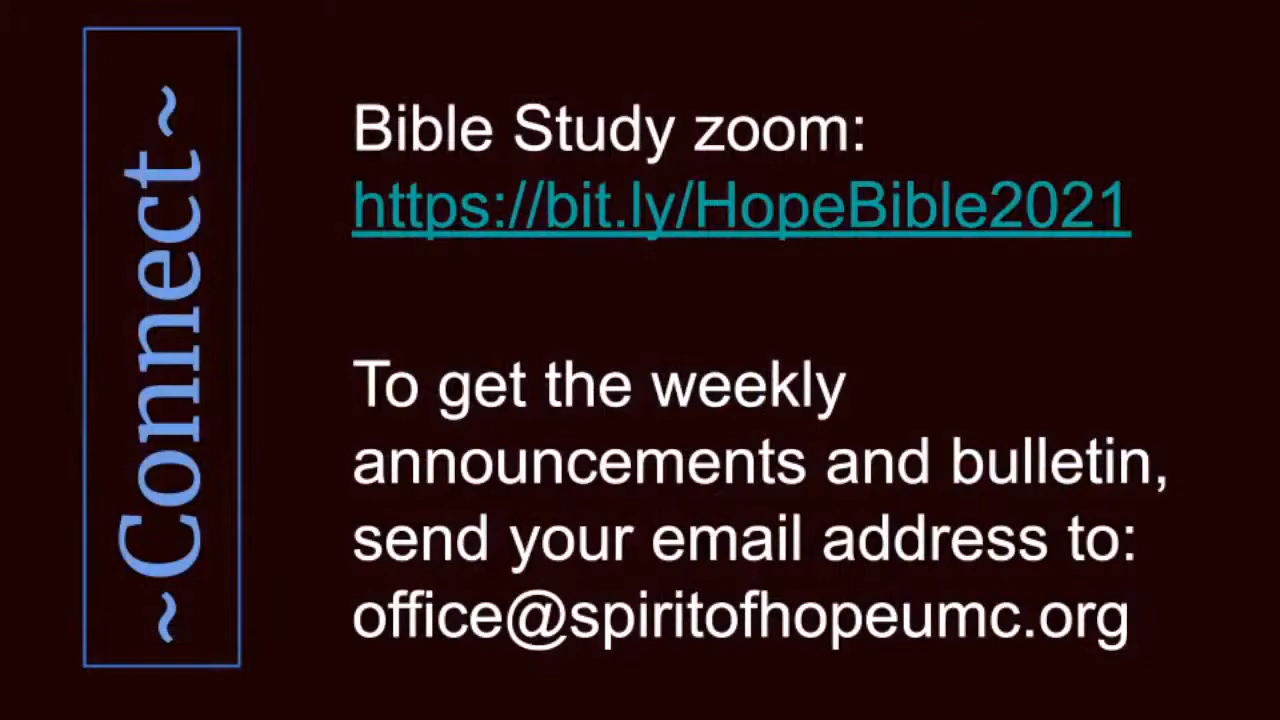 ~Connect~
Bible Study zoom:
https://bit.ly/HopeBible2021
To get the weekly
announcements and bulletin,
send your email address to:
office@spiritofhopeumc.org